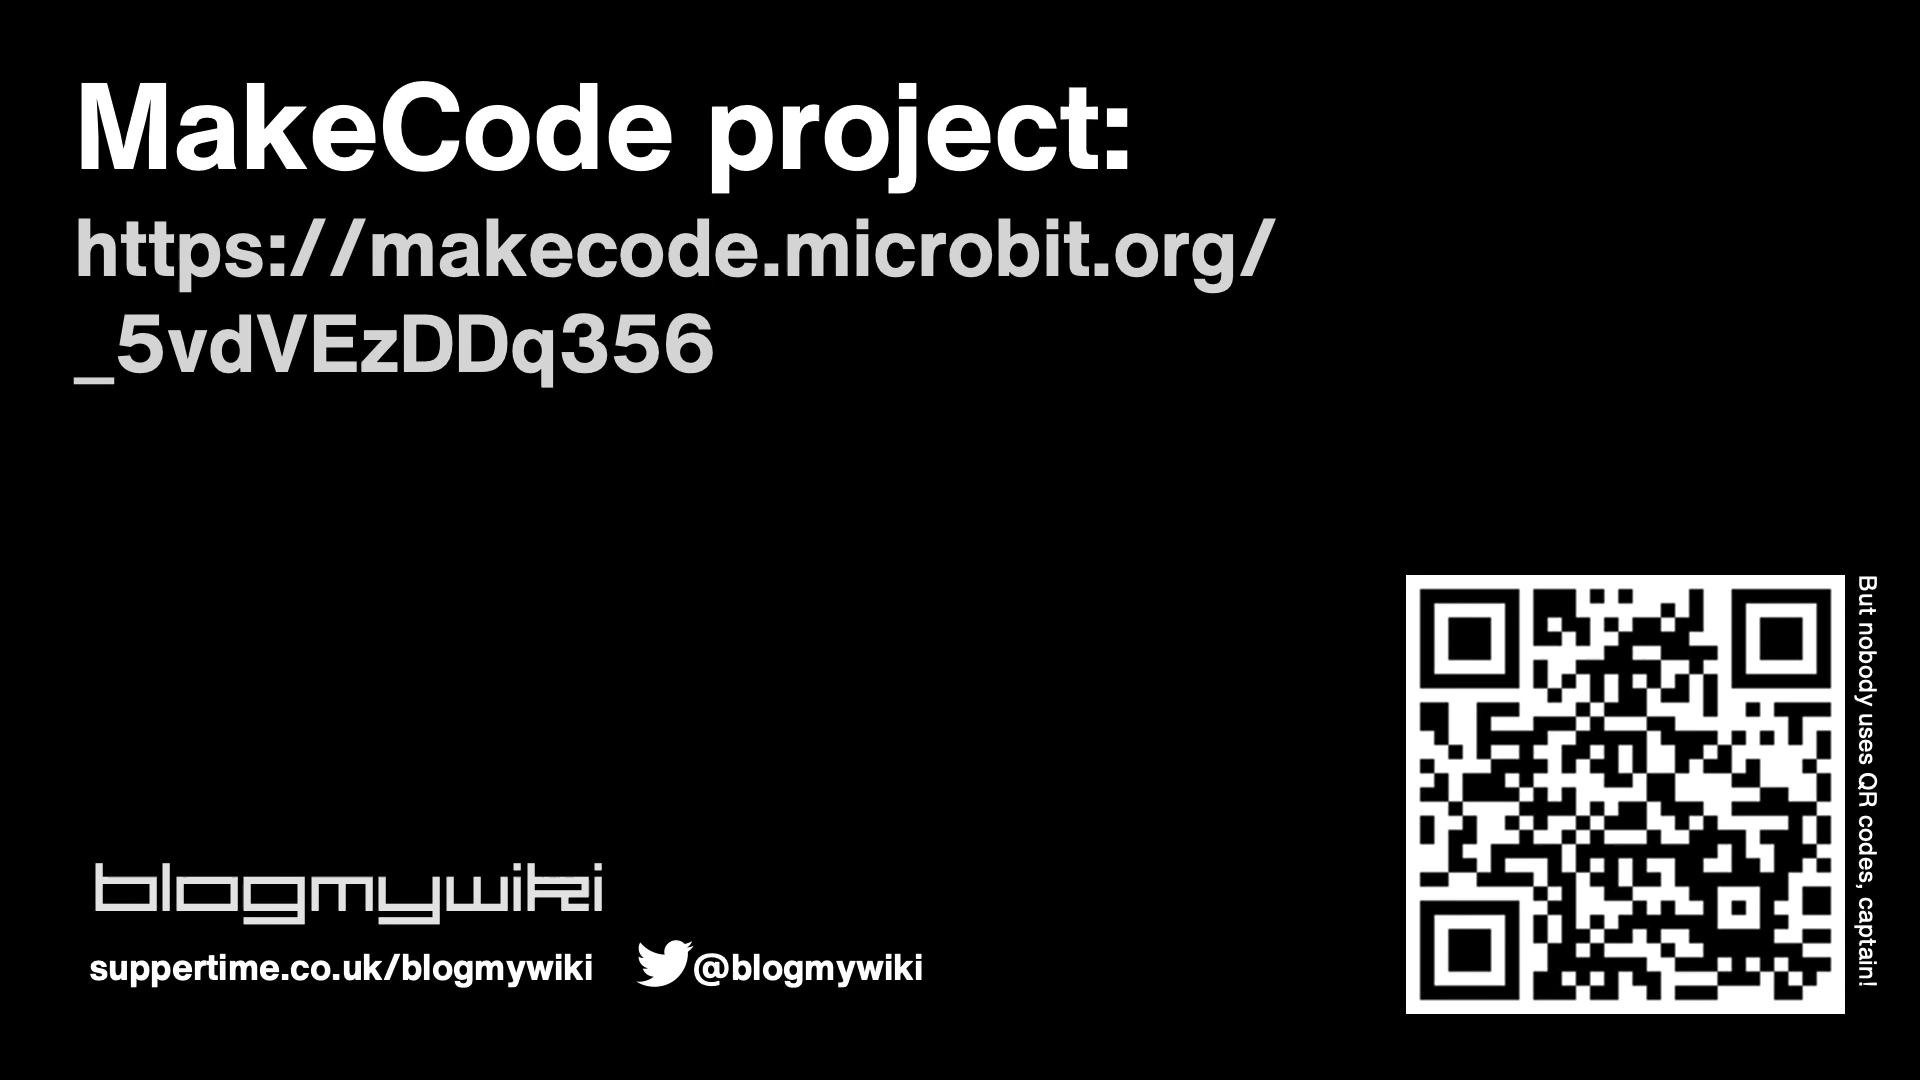 MakeCode project:
https://makecode.microbit.org/
_5vdVEzDDq356
blogmywiki
suppertime.co.uk/blogmywiki @blogmywiki
But nobody uses QR codes, captain!